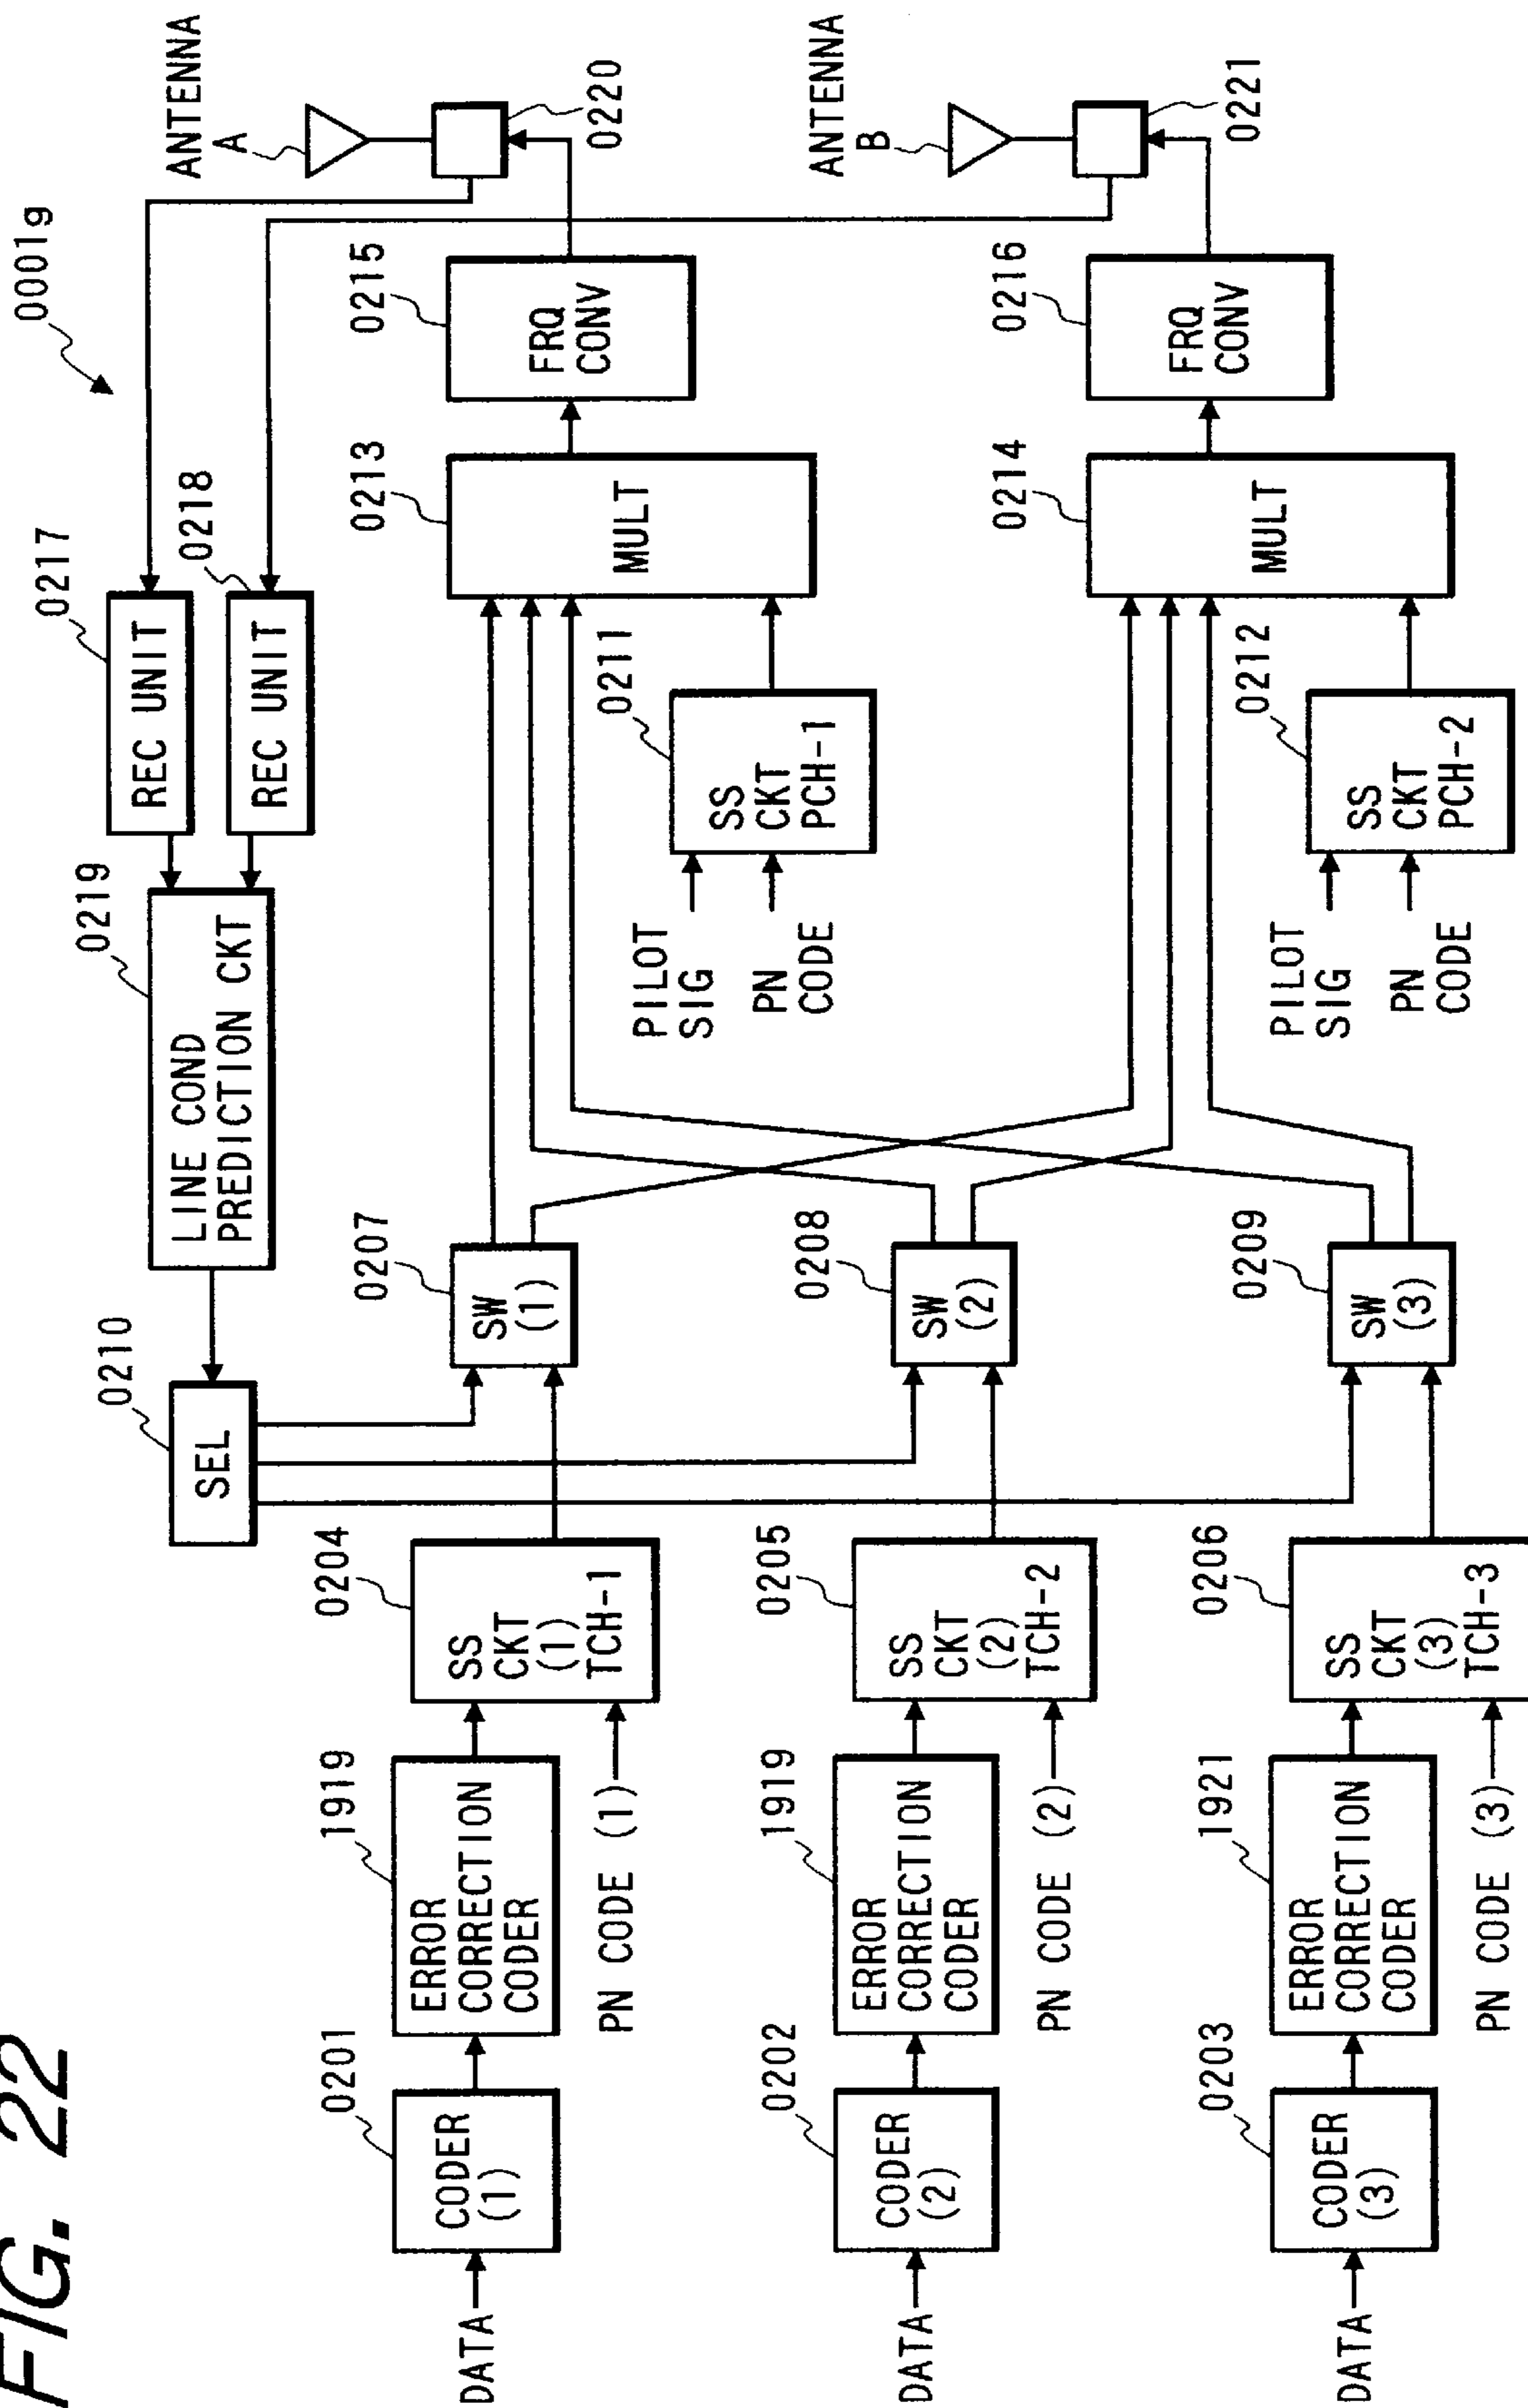 FIG. 22
0001g
ANTENNA
A
0220
ANTENNA
B
0221
0217
REC UNIT
0218
REC UNIT
0219
LINE COND
PREDICTION CKT
0210
SEL
0215
FRQ
CONV
0213
MULT
0211
SS
CKT
PCH-1
PILOT
SIG
PN
CODE
0216
FRQ
CONV
0214
MULT
0212
SS
CKT
PCH-2
PILOT
SIG
PN
CODE
0207
SW
(1)
0208
SW
(2)
0209
SW
(3)
DATA
0201
CODER
(1)
1919
ERROR
CORRECTION
CODER
PN CODE (1)
0204
SS
CKT
(1)
TCH-1
DATA
0202
CODER
(2)
1919
ERROR
CORRECTION
CODER
PN CODE (2)
0205
SS
CKT
(2)
TCH-2
DATA
0203
CODER
(3)
1921
ERROR
CORRECTION
CODER
PN CODE (3)
0206
SS
CKT
(3)
TCH-3